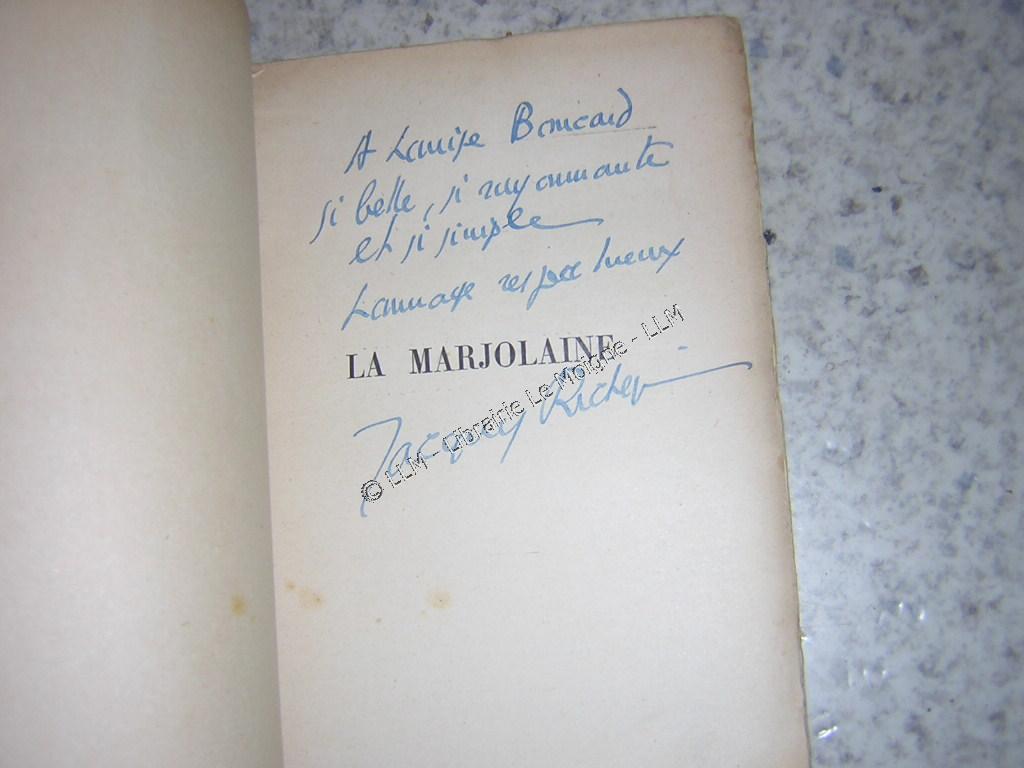 A Louise Boucard
si belle, si rayonnante
et si simple
hommage respectueux
LA MARJOLAINE
Jacques Richepin
© LLM - Librairie Le Moigne - LLM